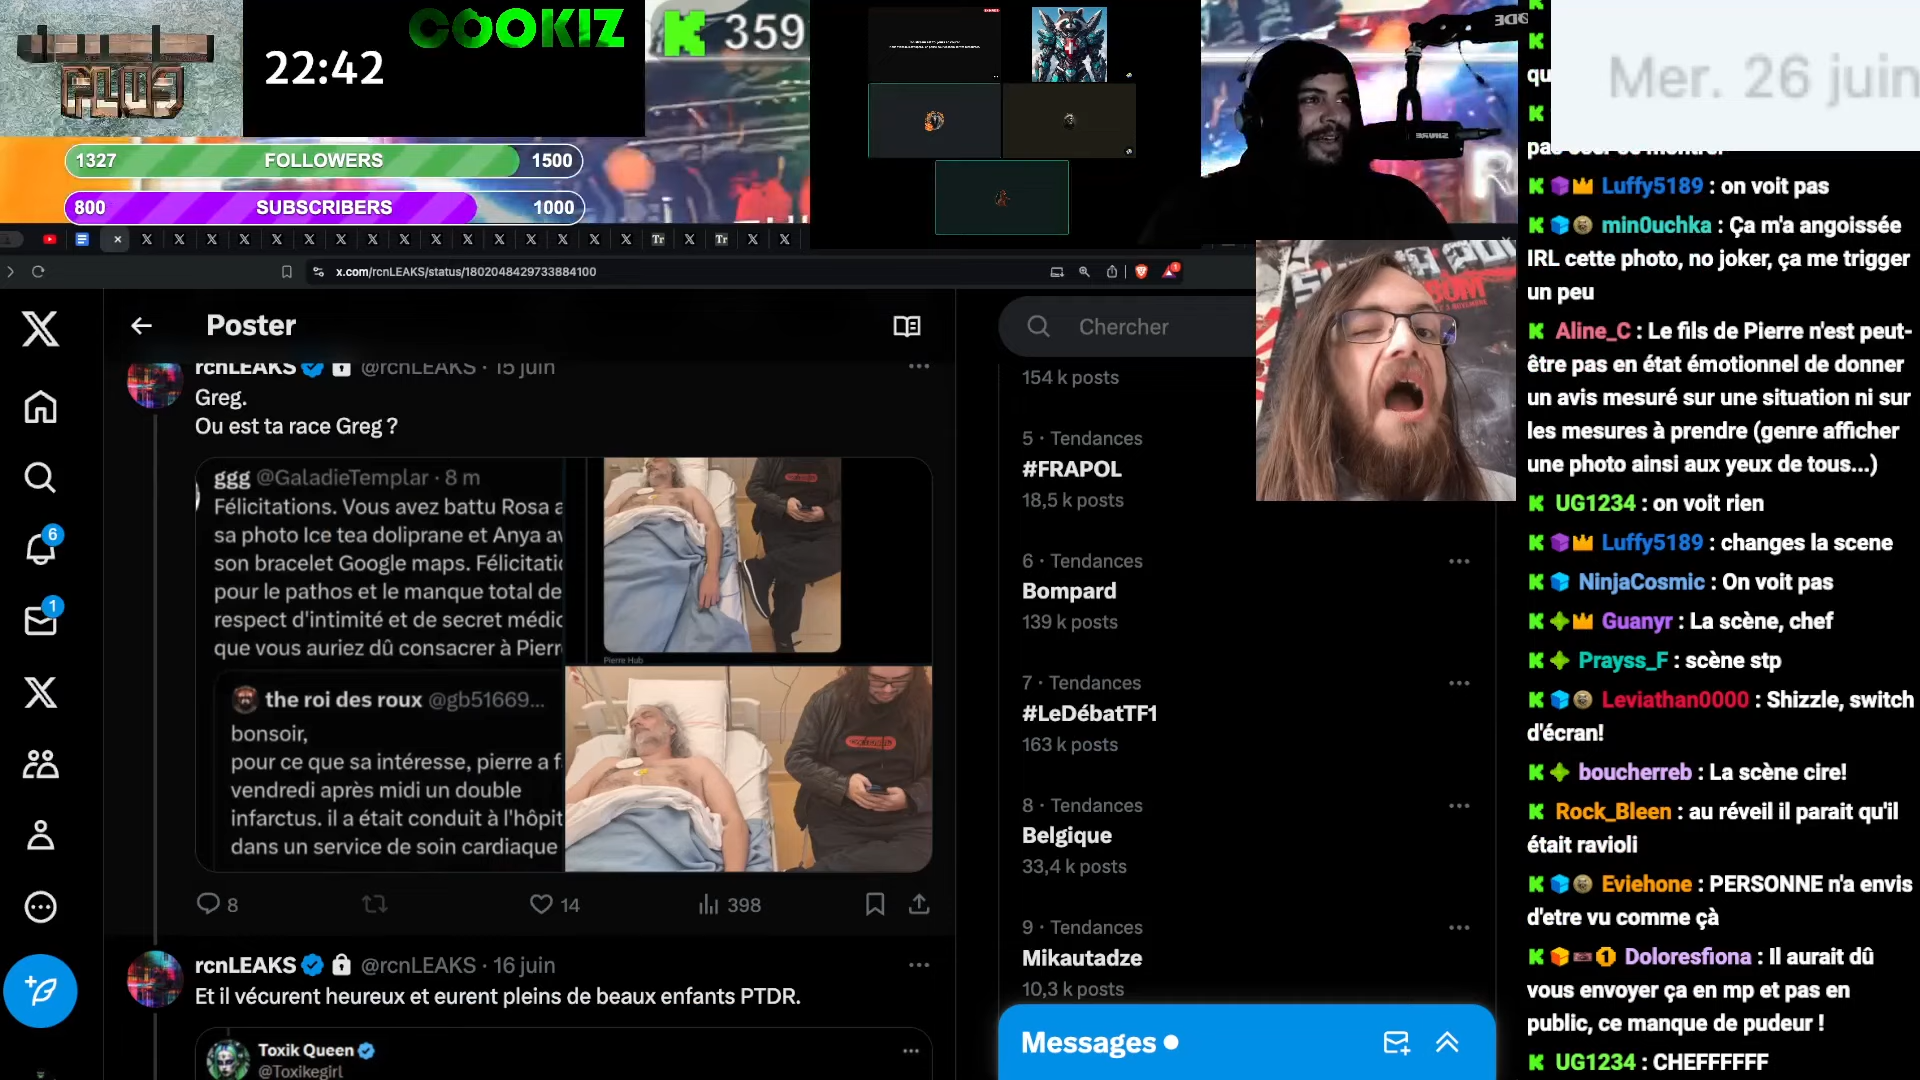 22:42
COOKIZ
359
Mer. 26 juin
1327 FOLLOWERS 1500
800 SUBSCRIBERS 1000
x.com/rcnLEAKS/status/1802048429733884100
Poster
Chercher
rcnLEAKS @rcnLEAKS · 15 juin
Greg.
Ou est ta race Greg ?
ggg @GaladieTemplar · 8 m
Félicitations. Vous avez battu Rosa a
sa photo Ice tea doliprane et Anya av
son bracelet Google maps. Félicitatio
pour le pathos et le manque total de
respect d'intimité et de secret médic
que vous auriez dû consacrer à Pierr
Pierre Hub
the roi des roux @gb51669...
bonsoir,
pour ce que sa intéresse, pierre a f
vendredi après midi un double
infarctus. il a était conduit à l'hôpit
dans un service de soin cardiaque
8
14
398
rcnLEAKS @rcnLEAKS · 16 juin
Et il vécurent heureux et eurent pleins de beaux enfants PTDR.
Toxik Queen
@Toxikegirl
6
1
154 k posts
5 · Tendances
#FRAPOL
18,5 k posts
6 · Tendances
Bompard
139 k posts
7 · Tendances
#LeDébatTF1
163 k posts
8 · Tendances
Belgique
33,4 k posts
9 · Tendances
Mikautadze
10,3 k posts
Messages
qu
Luffy5189 : on voit pas
min0uchka : Ça m'a angoissée
IRL cette photo, no joker, ça me trigger
un peu
Aline_C : Le fils de Pierre n'est peut-
être pas en état émotionnel de donner
un avis mesuré sur une situation ni sur
les mesures à prendre (genre afficher
une photo ainsi aux yeux de tous...)
UG1234 : on voit rien
Luffy5189 : changes la scene
NinjaCosmic : On voit pas
Guanyr : La scène, chef
Prayss_F : scène stp
Leviathan0000 : Shizzle, switch
d'écran!
boucherreb : La scène cire!
Rock_Bleen : au réveil il parait qu'il
était ravioli
Eviehone : PERSONNE n'a envis
d'etre vu comme çà
Doloresfiona : Il aurait dû
vous envoyer ça en mp et pas en
public, ce manque de pudeur !
UG1234 : CHEFFFFFF